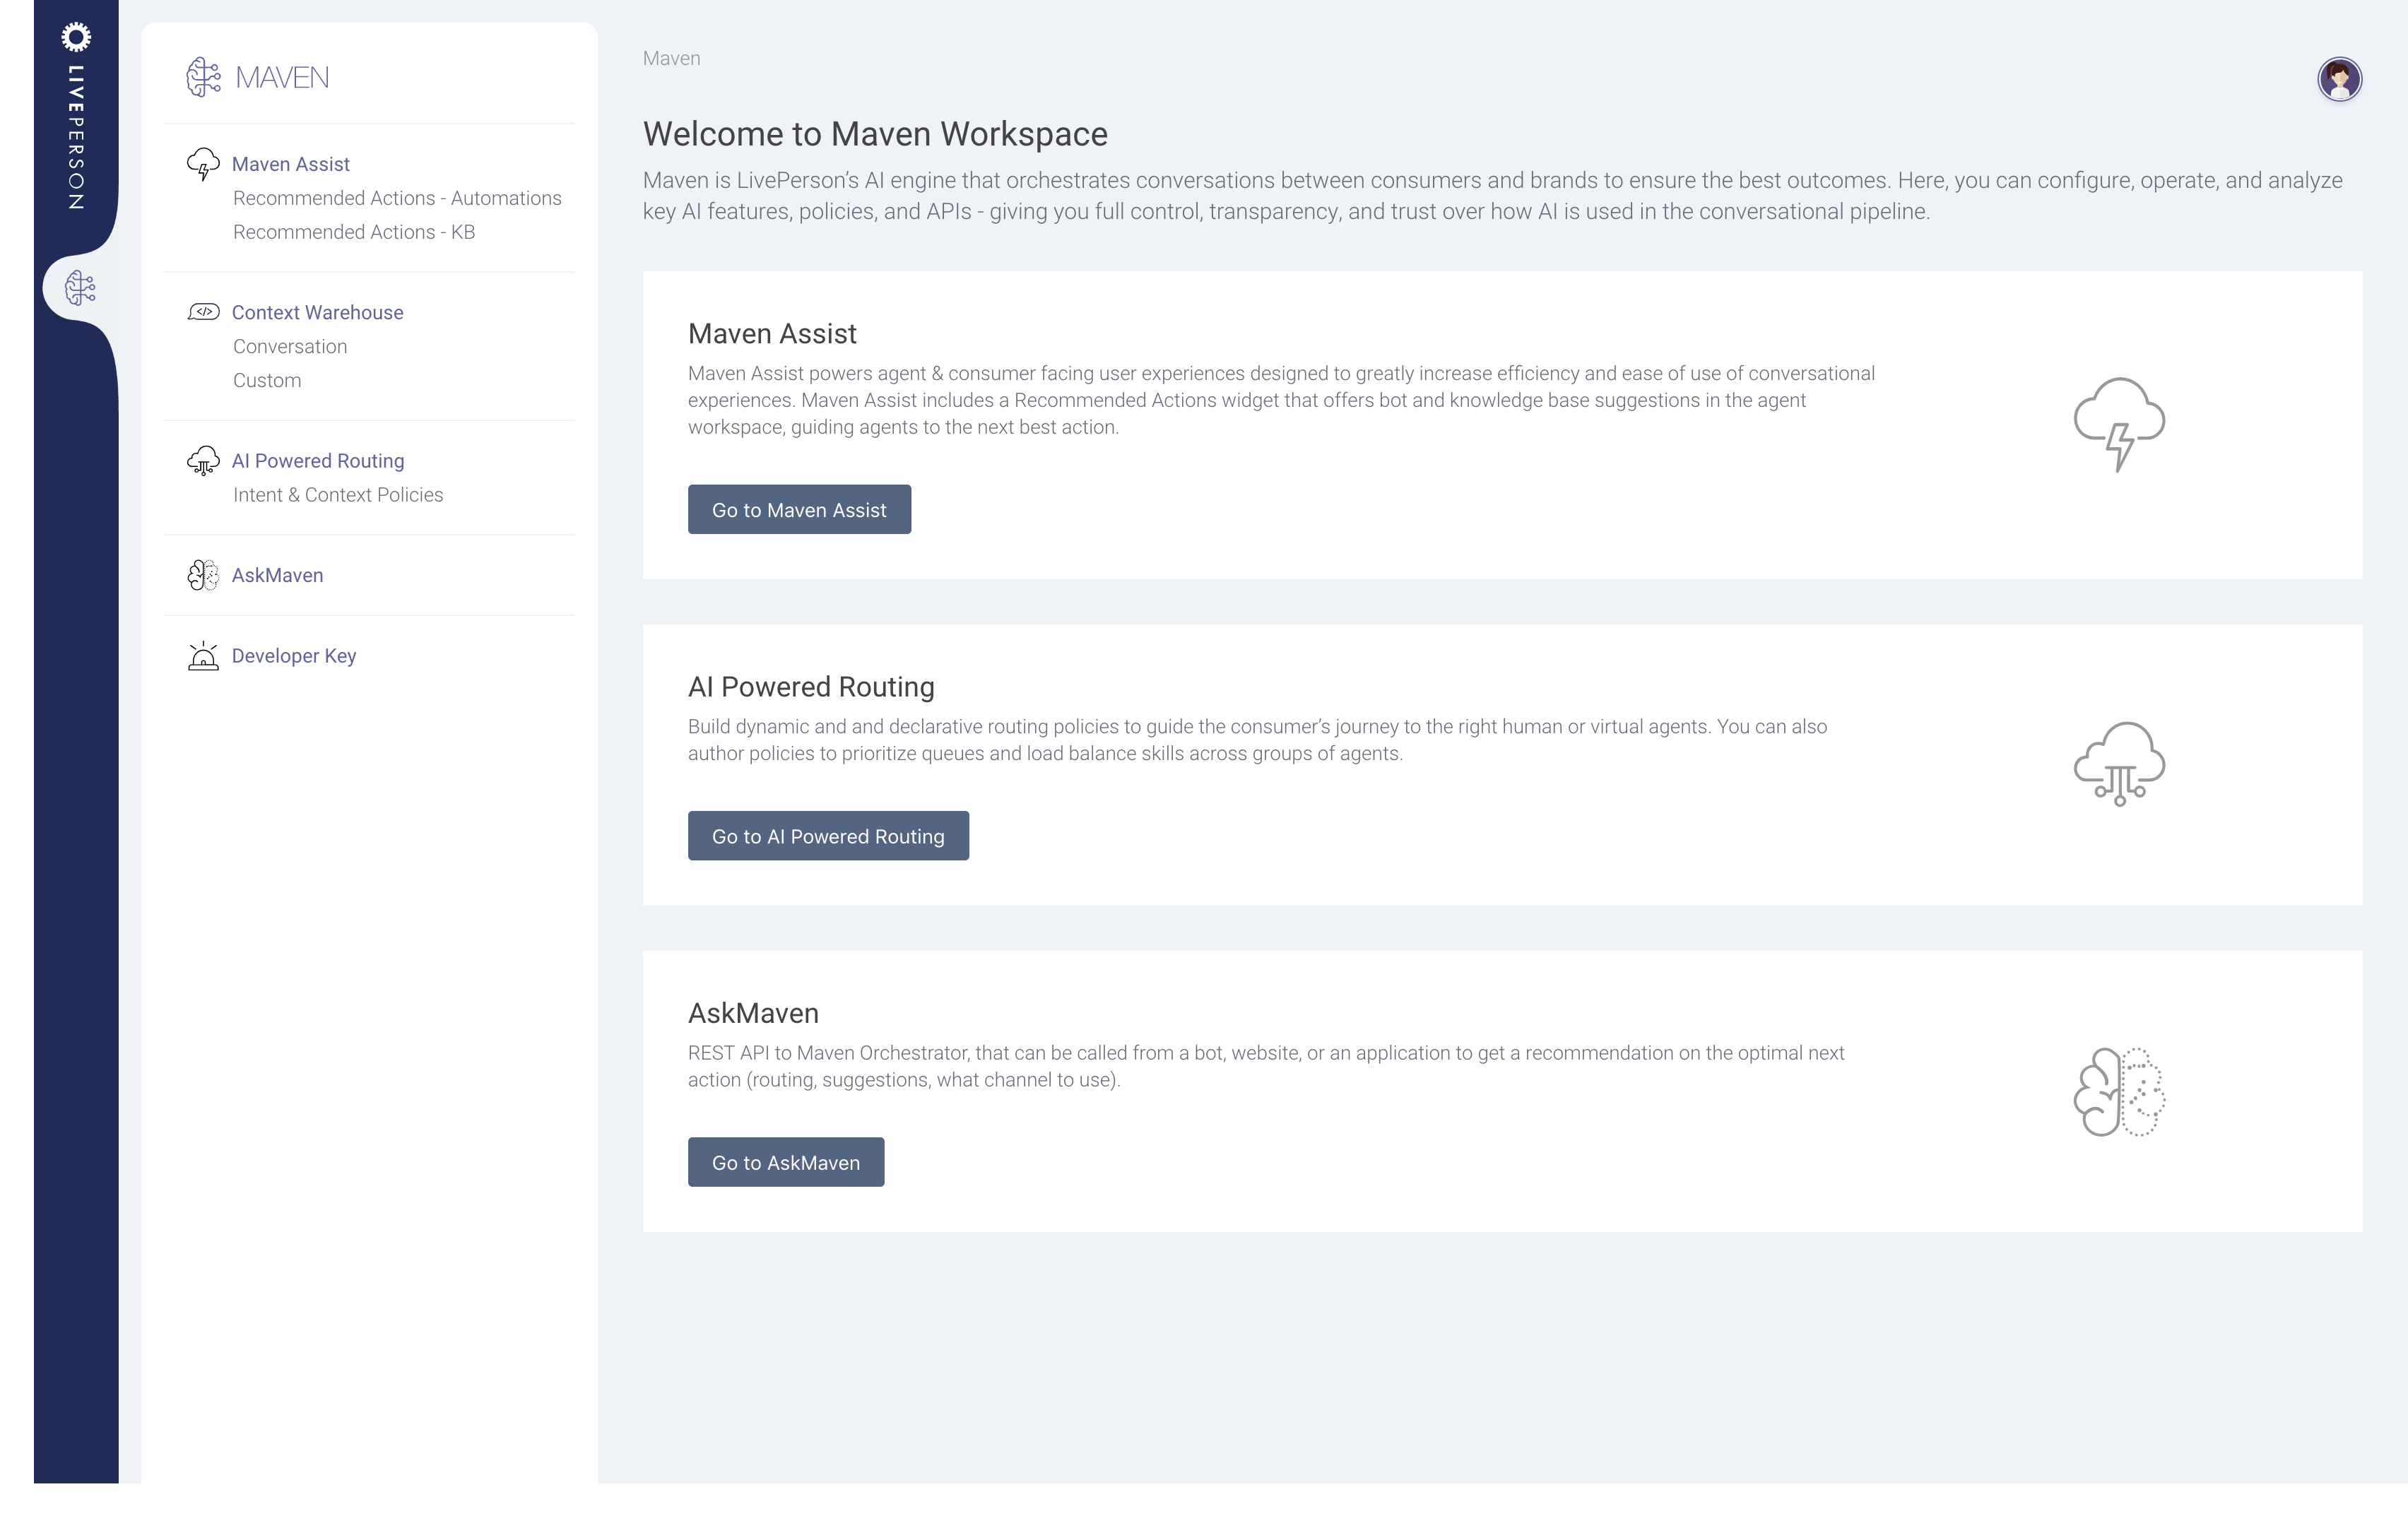 LIVEPERSON
MAVEN
Maven Assist
Recommended Actions - Automations
Recommended Actions - KB
Context Warehouse
Conversation
Custom
AI Powered Routing
Intent & Context Policies
AskMaven
Developer Key
Maven
Welcome to Maven Workspace
Maven is LivePerson’s AI engine that orchestrates conversations between consumers and brands to ensure the best outcomes. Here, you can configure, operate, and analyze
key AI features, policies, and APIs - giving you full control, transparency, and trust over how AI is used in the conversational pipeline.
Maven Assist
Maven Assist powers agent & consumer facing user experiences designed to greatly increase efficiency and ease of use of conversational
experiences. Maven Assist includes a Recommended Actions widget that offers bot and knowledge base suggestions in the agent
workspace, guiding agents to the next best action.
Go to Maven Assist
AI Powered Routing
Build dynamic and and declarative routing policies to guide the consumer’s journey to the right human or virtual agents. You can also
author policies to prioritize queues and load balance skills across groups of agents.
Go to AI Powered Routing
AskMaven
REST API to Maven Orchestrator, that can be called from a bot, website, or an application to get a recommendation on the optimal next
action (routing, suggestions, what channel to use).
Go to AskMaven